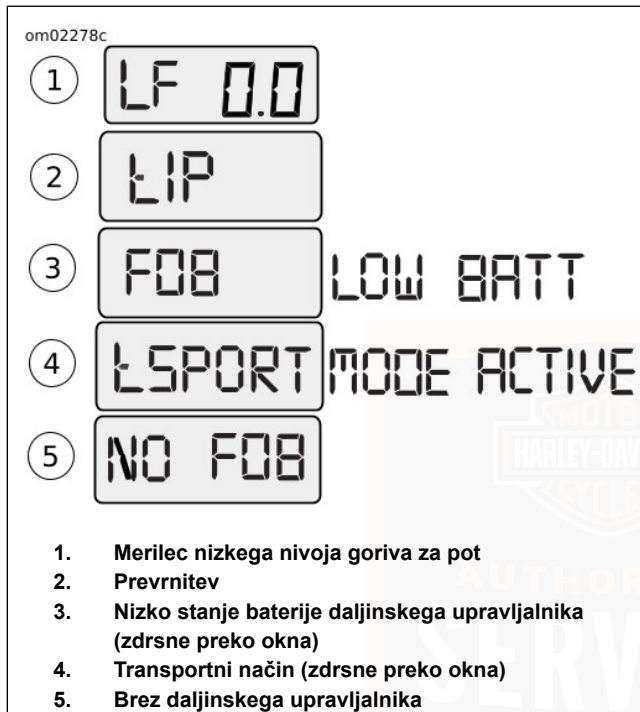 om02278c
1 LF 0.0
2 tIP
3 FOB LOW BATT
4 tSPORT MODE ACTIVE
5 NO FOB
1. Merilec nizkega nivoja goriva za pot
2. Prevrnitev
3. Nizko stanje baterije daljinskega upravljalnika
(zdrsne preko okna)
4. Transportni način (zdrsne preko okna)
5. Brez daljinskega upravljalnika